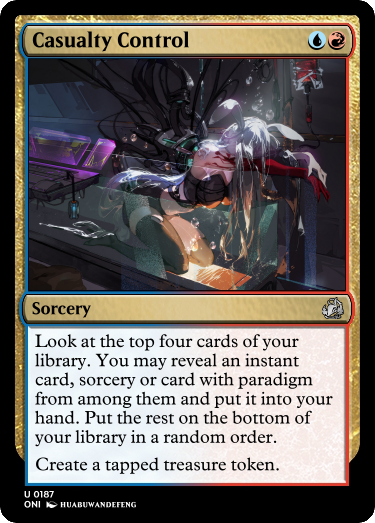 Casualty Control
Sorcery
Look at the top four cards of your
library. You may reveal an instant
card, sorcery or card with paradigm
from among them and put it into your
hand. Put the rest on the bottom of
your library in a random order.
Create a tapped treasure token.
U 0187
ONI HUABUWANDEFENG